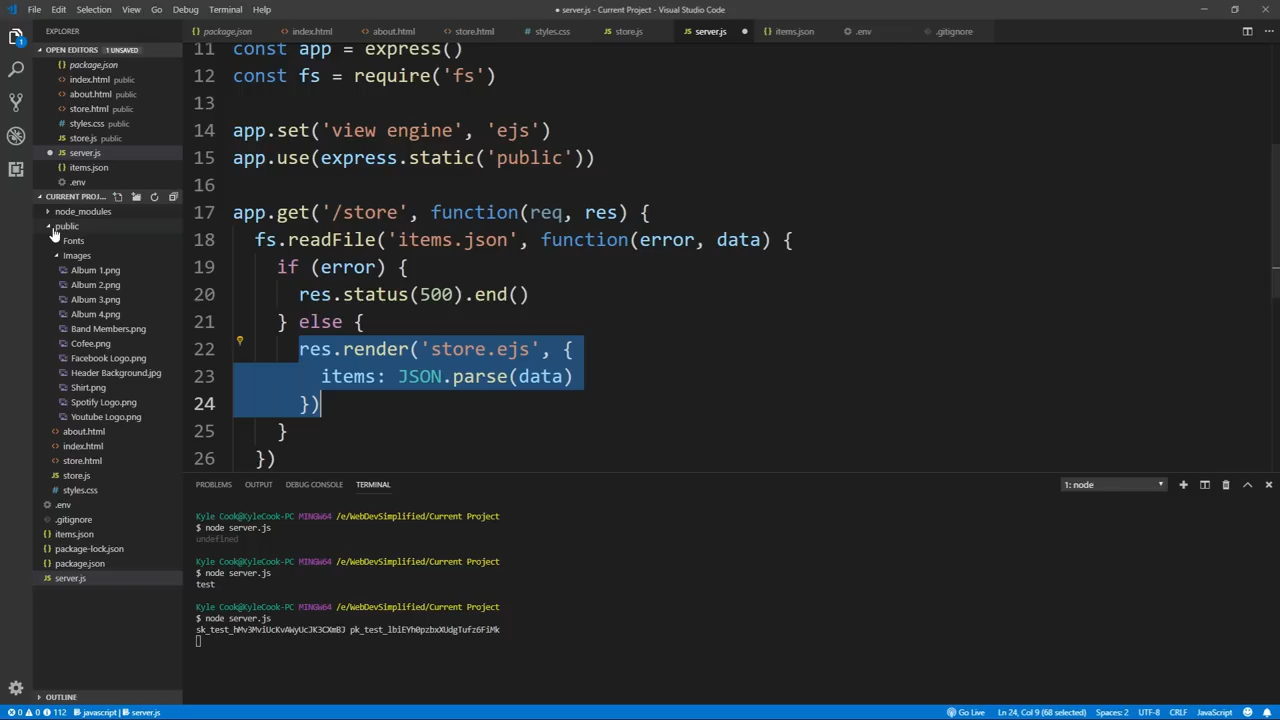 File Edit Selection View Go Debug Terminal Help
● server.js - Current Project - Visual Studio Code
EXPLORER
package.json index.html about.html store.html styles.css store.js server.js items.json .env .gitignore
OPEN EDITORS 1 UNSAVED
package.json
index.html public
about.html public
store.html public
styles.css public
store.js public
server.js
items.json
.env
CURRENT PROJ...
node_modules
public
Fonts
Images
Album 1.png
Album 2.png
Album 3.png
Album 4.png
Band Members.png
Cofee.png
Facebook Logo.png
Header Background.jpg
Shirt.png
Spotify Logo.png
Youtube Logo.png
about.html
index.html
store.html
store.js
styles.css
.env
.gitignore
items.json
package-lock.json
package.json
server.js
OUTLINE
11 const app = express()
12 const fs = require('fs')
13
14 app.set('view engine', 'ejs')
15 app.use(express.static('public'))
16
17 app.get('/store', function(req, res) {
18 fs.readFile('items.json', function(error, data) {
19 if (error) {
20 res.status(500).end()
21 } else {
22 res.render('store.ejs', {
23 items: JSON.parse(data)
24 })
25 }
26 })
PROBLEMS OUTPUT DEBUG CONSOLE TERMINAL 1: node
Kyle Cook@KyleCook-PC MINGW64 /e/WebDevSimplified/Current Project
$ node server.js
undefined
Kyle Cook@KyleCook-PC MINGW64 /e/WebDevSimplified/Current Project
$ node server.js
test
Kyle Cook@KyleCook-PC MINGW64 /e/WebDevSimplified/Current Project
$ node server.js
sk_test_hMv3MviUcKvAWyUcJK3CXmBJ pk_test_lbiEYh0pzbxXUdgTufz6FiMk
0 0 112 javascript server.js Go Live Ln 24, Col 9 (68 selected) Spaces: 2 UTF-8 CRLF JavaScript